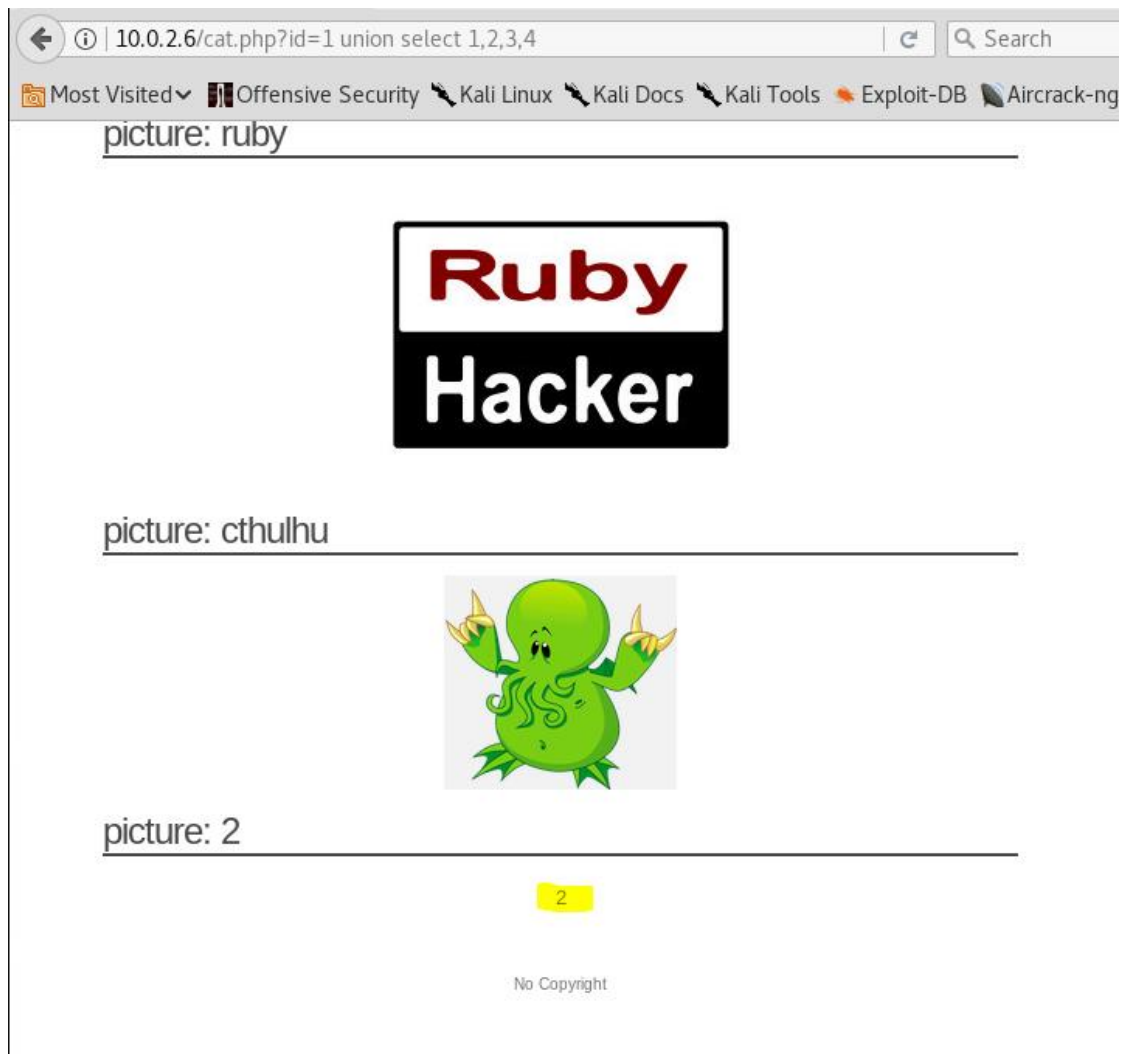 10.0.2.6/cat.php?id=1 union select 1,2,3,4
Search
Most Visited Offensive Security Kali Linux Kali Docs Kali Tools Exploit-DB Aircrack-ng
picture: ruby
Ruby
Hacker
picture: cthulhu
picture: 2
2
No Copyright